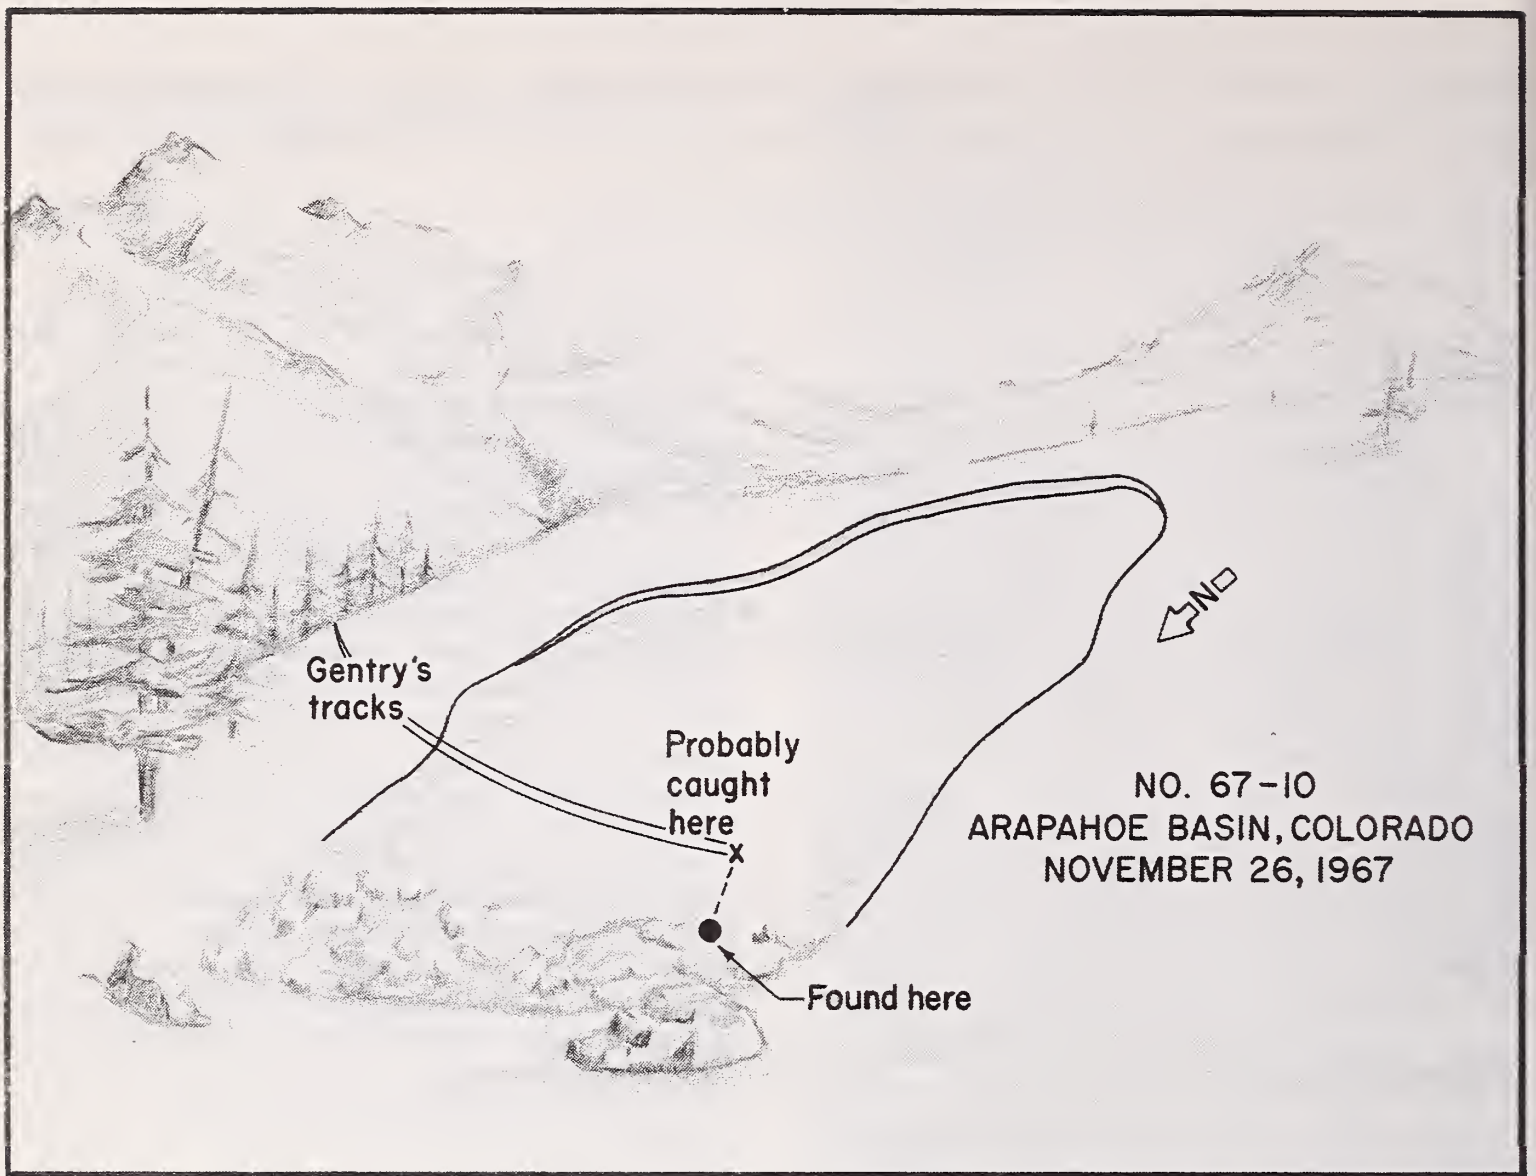 Gentry's
tracks
Probably
caught
here
x
N
NO. 67-10
ARAPAHOE BASIN, COLORADO
NOVEMBER 26, 1967
Found here